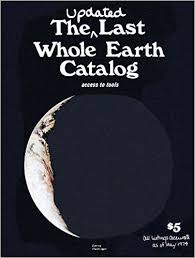 updated
The ^ Last
Whole Earth
Catalog
access to tools
$5
all listings accurate
as of May 1974